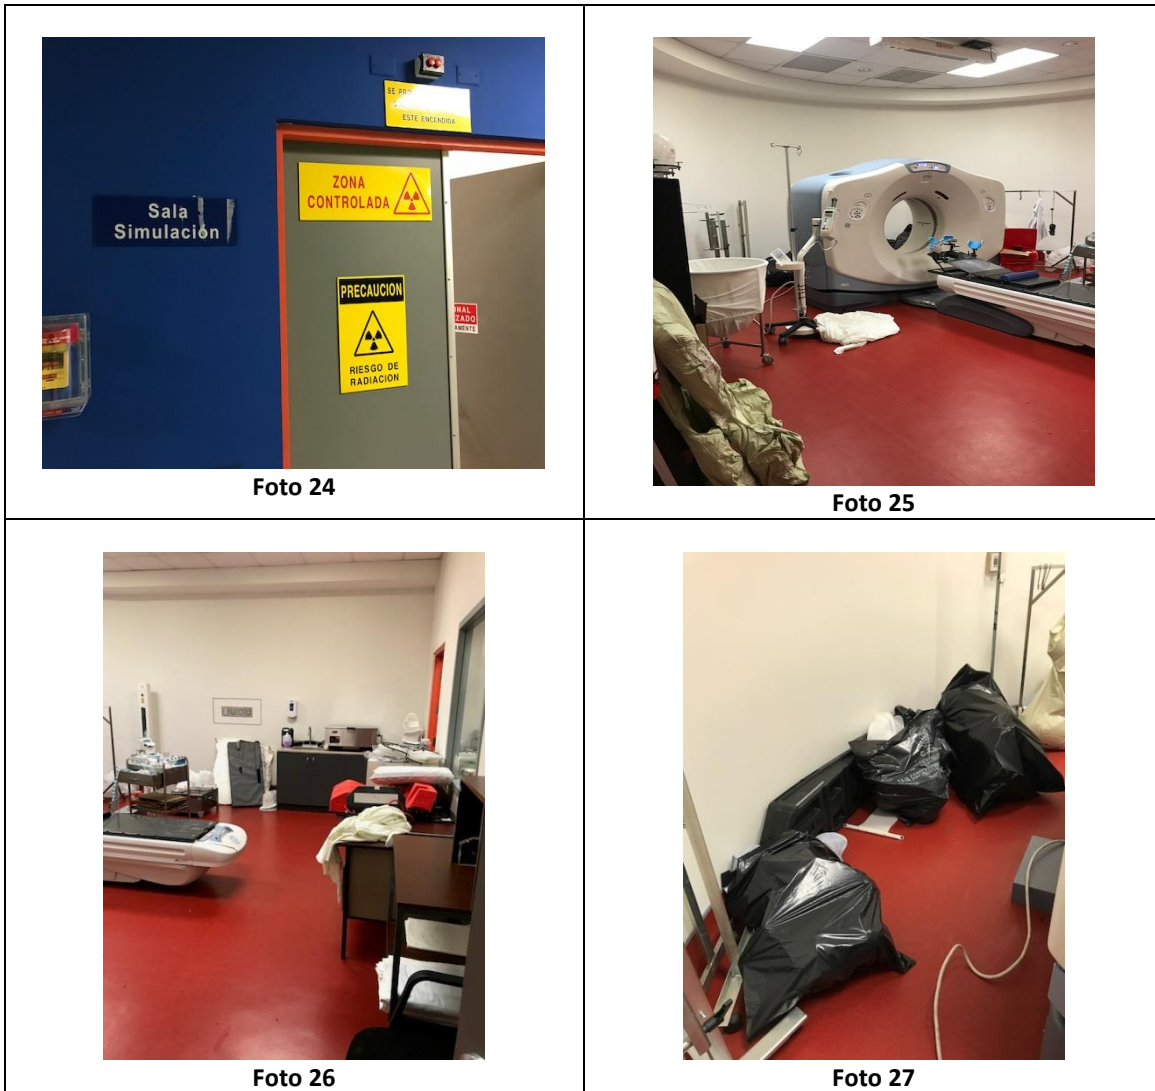 ESTE ENCENDIDA
ZONA
CONTROLADA
Sala
Simulación
PRECAUCION
RIESGO DE
RADIACION
Foto 24
Foto 25
Foto 26
Foto 27